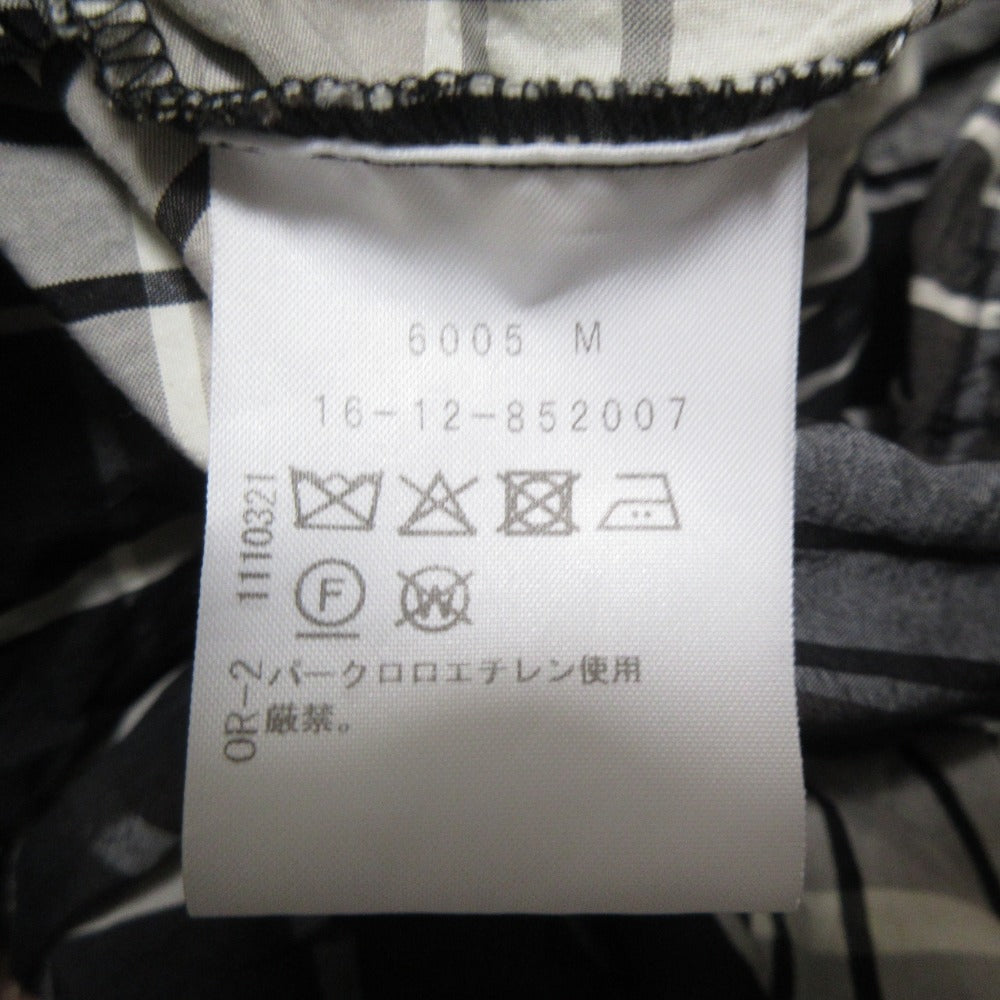 6005 M
16-12-852007
1110321
F
W
OR-2
パークロロエチレン使用
厳禁。